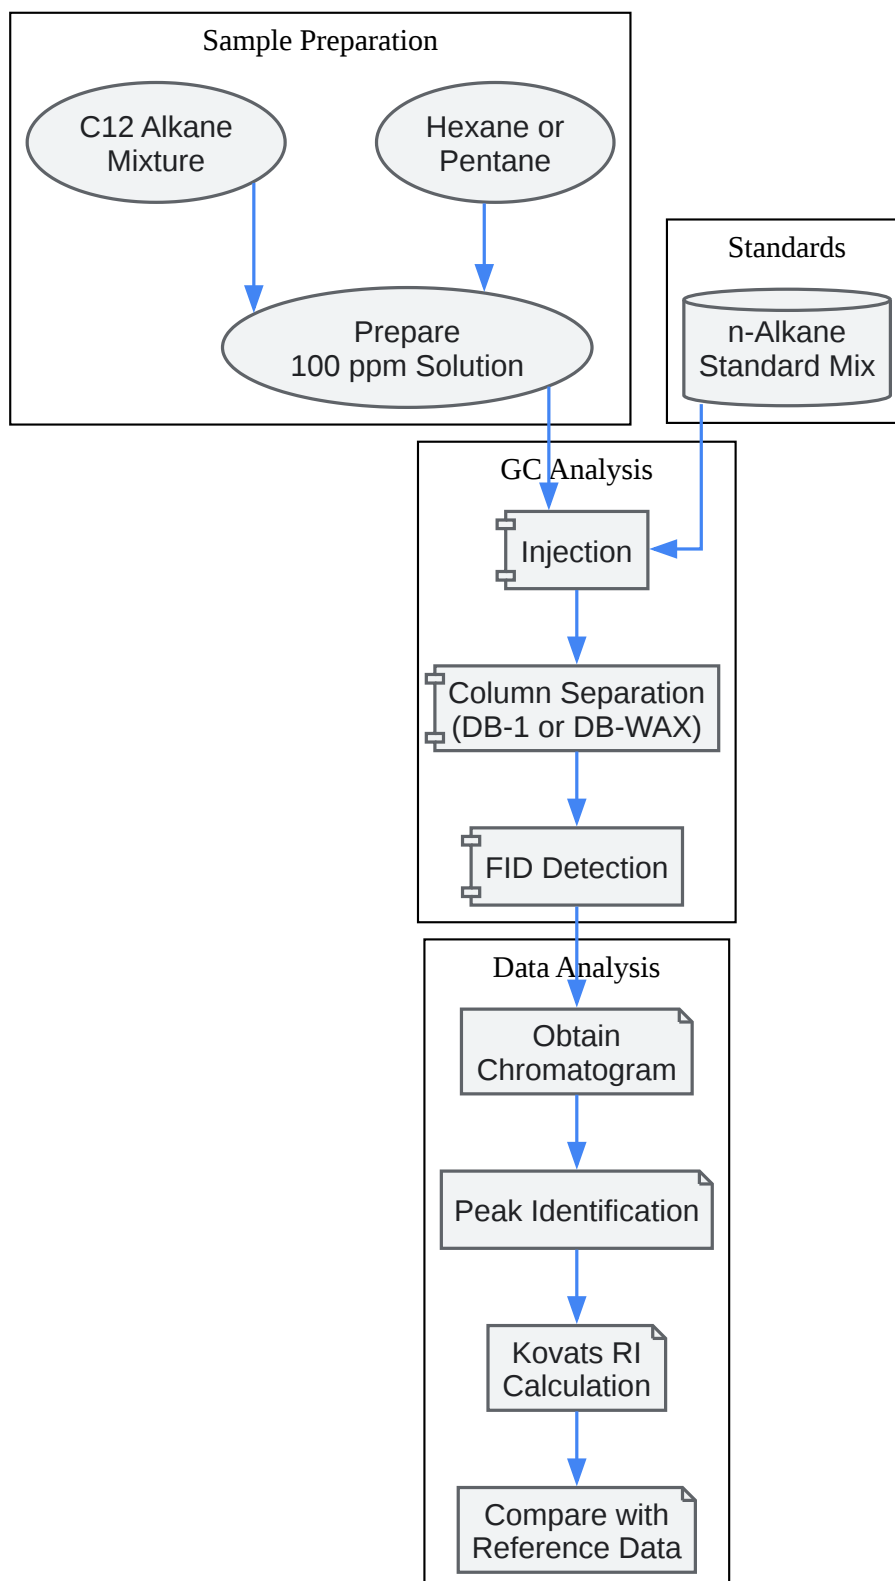 Sample Preparation
C12 Alkane
Mixture
Hexane or
Pentane
Prepare
100 ppm Solution
Standards
n-Alkane
Standard Mix
GC Analysis
Injection
Column Separation
(DB-1 or DB-WAX)
FID Detection
Data Analysis
Obtain
Chromatogram
Peak Identification
Kovats RI
Calculation
Compare with
Reference Data